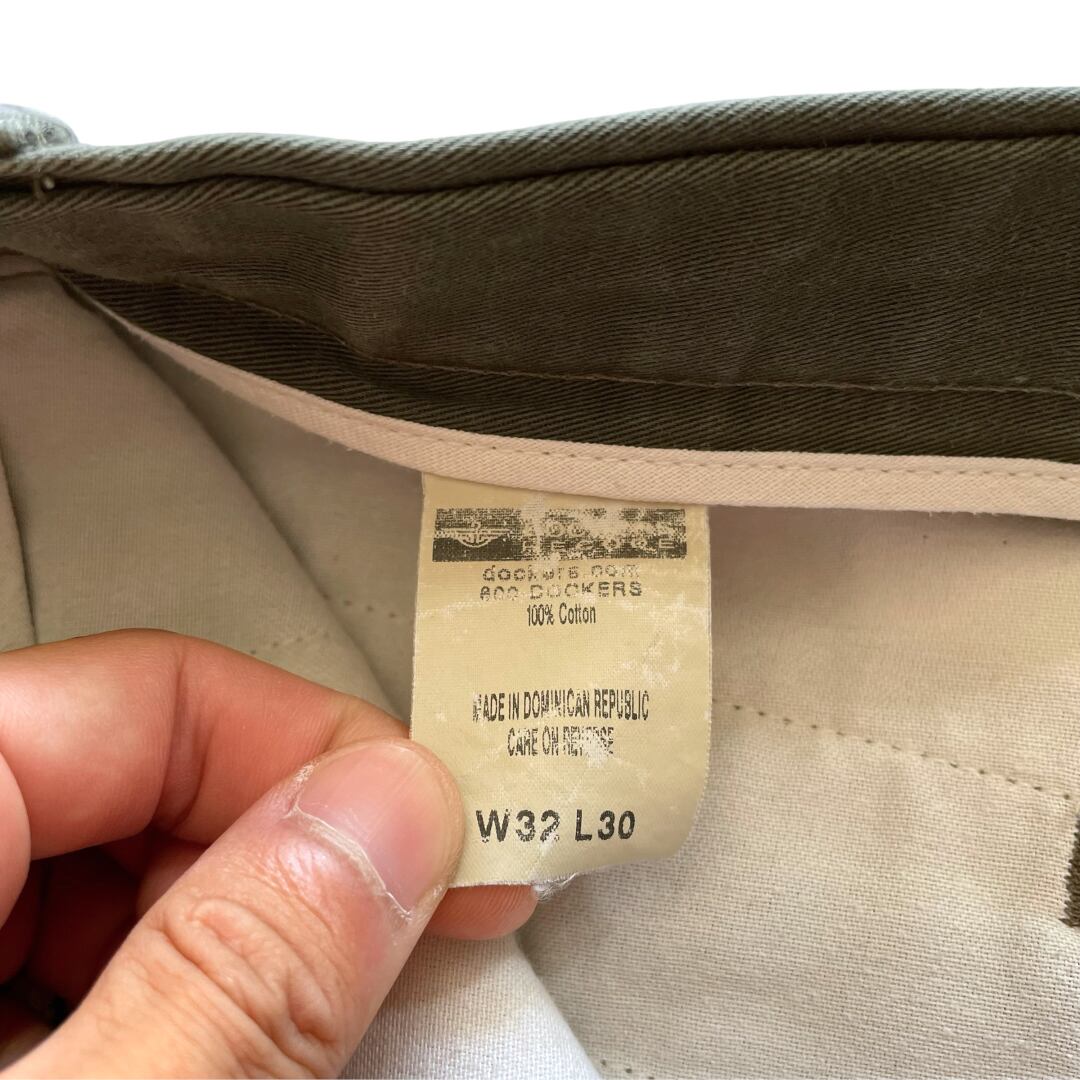 dockers.com
800-DOCKERS
100% Cotton
MADE IN DOMINICAN REPUBLIC
CARE ON REVERSE
W32 L30